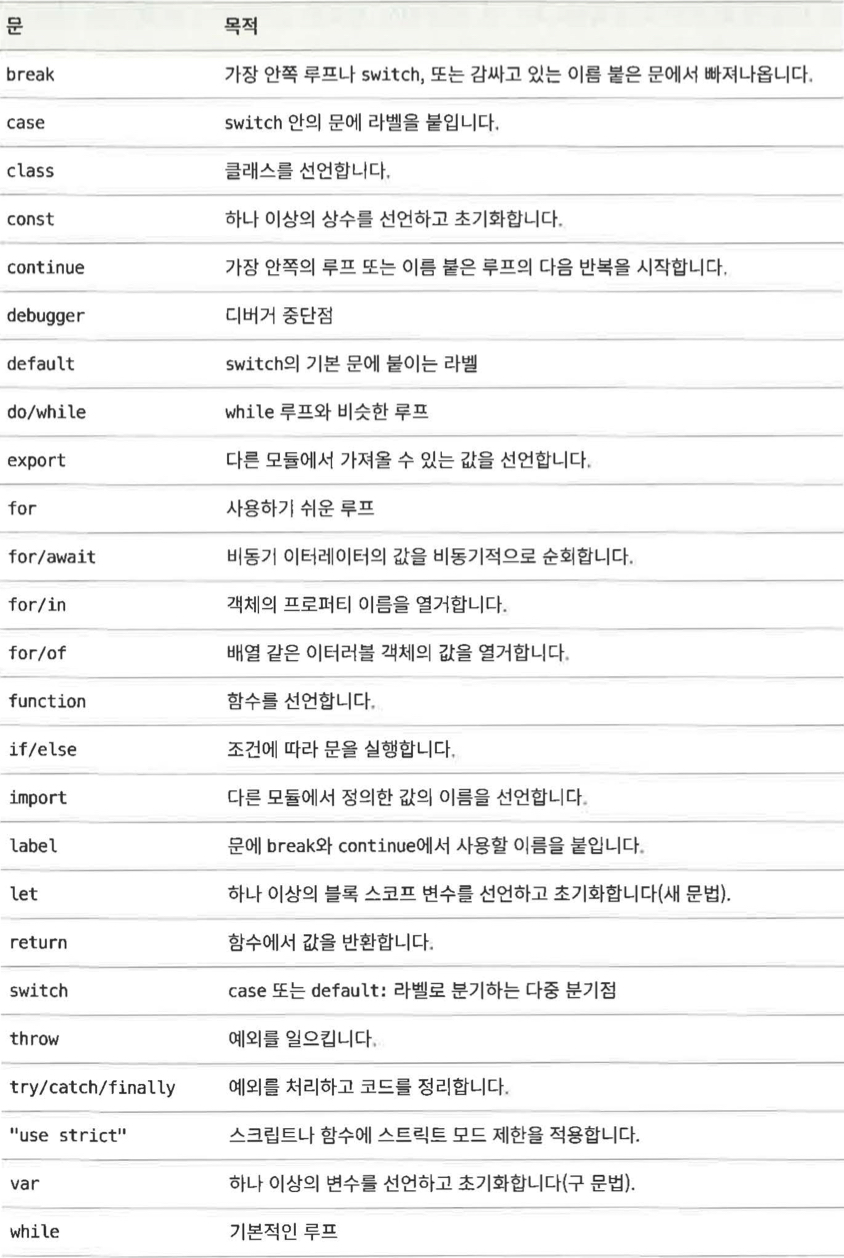 문 목적
break 가장 안쪽 루프나 switch, 또는 감싸고 있는 이름 붙은 문에서 빠져나옵니다.
case switch 안의 문에 라벨을 붙입니다.
class 클래스를 선언합니다.
const 하나 이상의 상수를 선언하고 초기화합니다.
continue 가장 안쪽의 루프 또는 이름 붙은 루프의 다음 반복을 시작합니다.
debugger 디버거 중단점
default switch의 기본 문에 붙이는 라벨
do/while while 루프와 비슷한 루프
export 다른 모듈에서 가져올 수 있는 값을 선언합니다.
for 사용하기 쉬운 루프
for/await 비동기 이터레이터의 값을 비동기적으로 순회합니다.
for/in 객체의 프로퍼티 이름을 열거합니다.
for/of 배열 같은 이터러블 객체의 값을 열거합니다.
function 함수를 선언합니다.
if/else 조건에 따라 문을 실행합니다.
import 다른 모듈에서 정의한 값의 이름을 선언합니다.
label 문에 break와 continue에서 사용할 이름을 붙입니다.
let 하나 이상의 블록 스코프 변수를 선언하고 초기화합니다(새 문법).
return 함수에서 값을 반환합니다.
switch case 또는 default: 라벨로 분기하는 다중 분기점
throw 예외를 일으킵니다.
try/catch/finally 예외를 처리하고 코드를 정리합니다.
"use strict" 스크립트나 함수에 스트릭트 모드 제한을 적용합니다.
var 하나 이상의 변수를 선언하고 초기화합니다(구 문법).
while 기본적인 루프